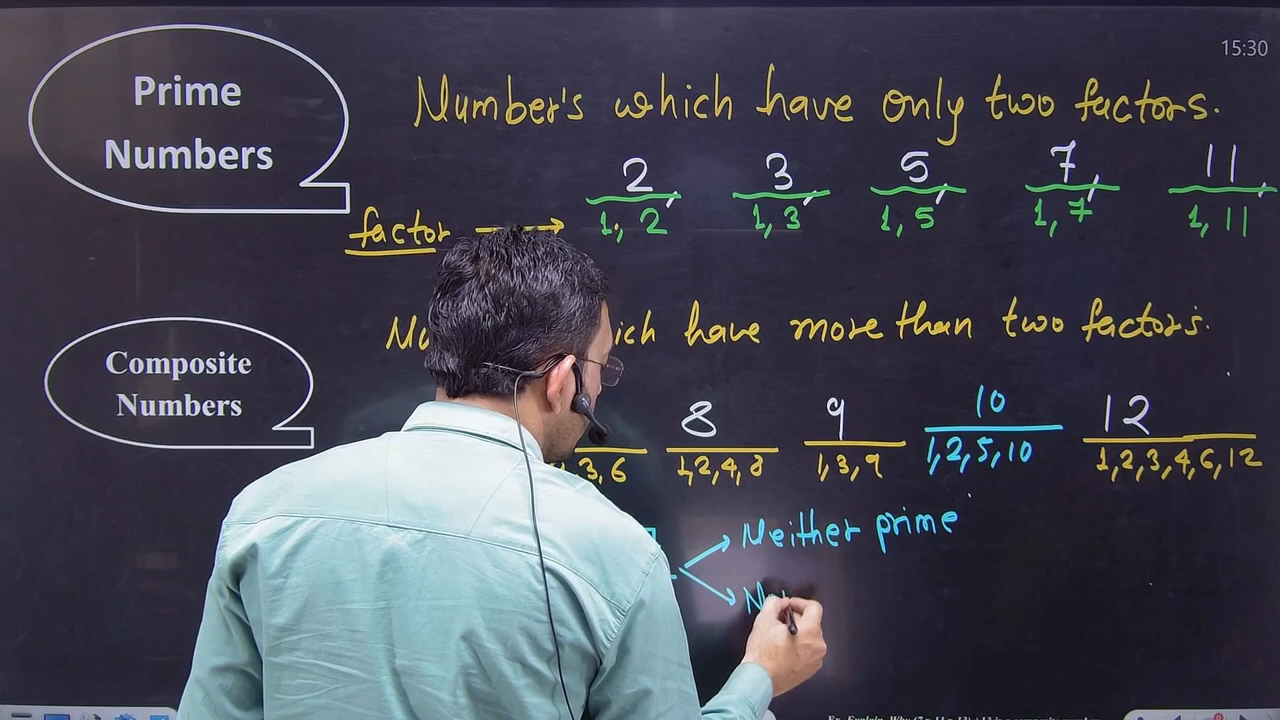 15:30
Prime
Numbers
Number's which have only two factors.
2, 3, 5, 7, 11,
factor → 1, 2 1, 3 1, 5 1, 7 1, 11
have more than two factors.
Composite
Numbers
8 9 10 12
3, 6 1,2,4,8 1,3,9 1,2,5,10 1,2,3,4,6,12
Neither prime